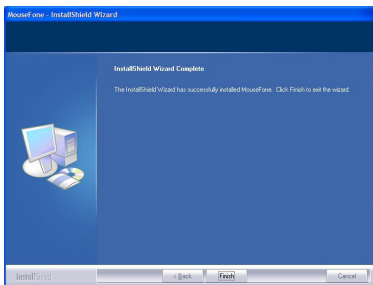 MouseFone - InstallShield Wizard
InstallShield Wizard Complete
The InstallShield Wizard has successfully installed MouseFone. Click Finish to exit the wizard.
InstallShield
< Back Finish Cancel